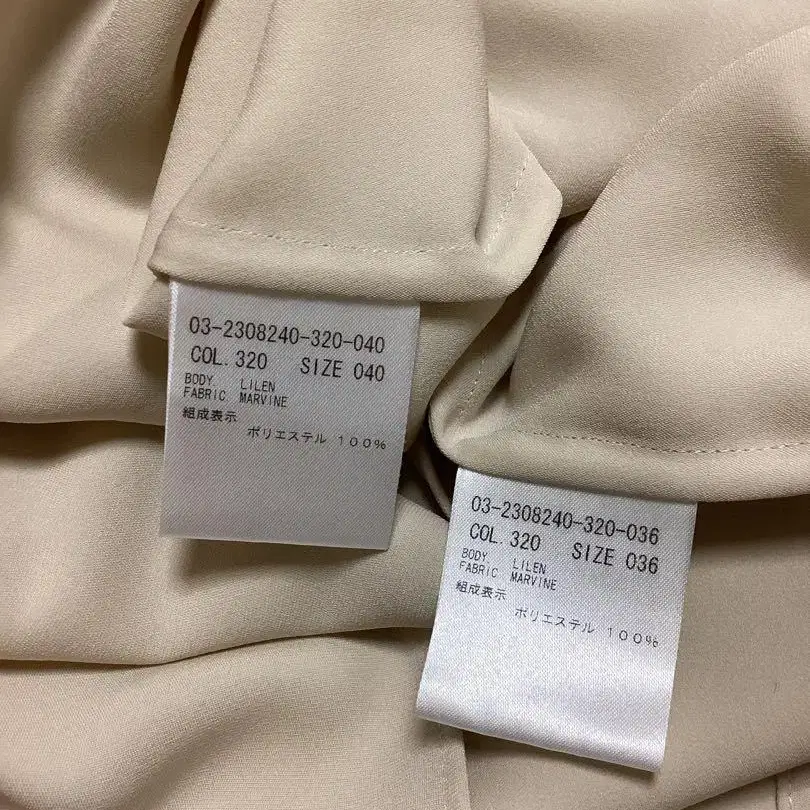 03-2308240-320-040
COL. 320 SIZE 040
BODY. LILEN
FABRIC MARVINE
組成表示
ポリエステル 100%
03-2308240-320-036
COL. 320 SIZE 036
BODY. LILEN
FABRIC MARVINE
組成表示
ポリエステル 100%